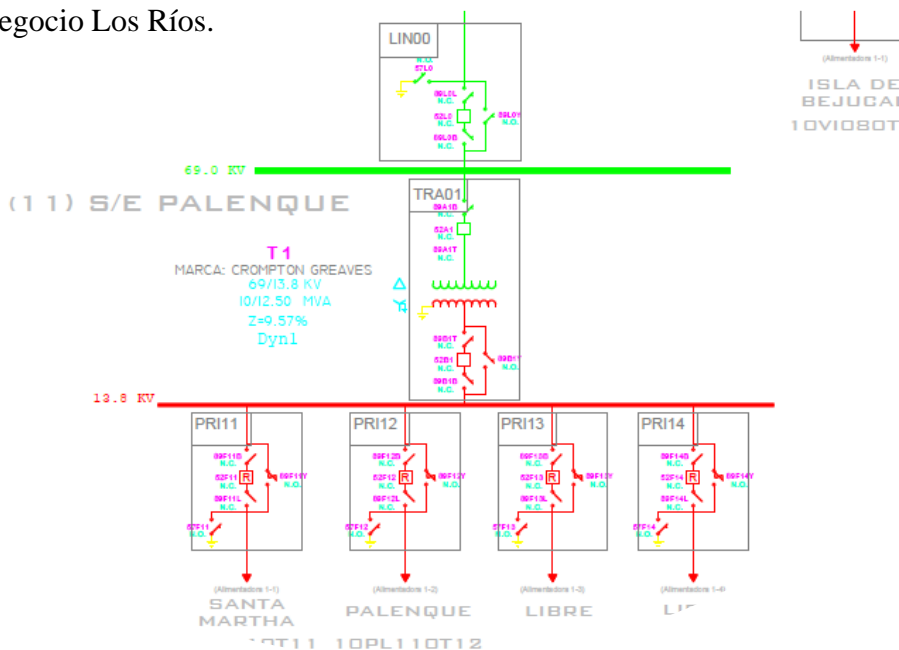 egocio Los Ríos.
LIN00
N.O.
57L0
89L0L
N.C.
52L0
N.C.
89L0B
N.C.
89L0Y
N.O.
(Alimentadora 1-1)
ISLA DE
BEJUCAL
10VI080T
69.0 KV
(11) S/E PALENQUE
TRA01
89A1B
N.C.
52A1
N.C.
89A1T
N.C.
T1
MARCA: CROMPTON GREAVES
69/13.8 KV
10/12.50 MVA
Z=9.57%
Dyn1
89B1T
N.C.
52B1
N.C.
89B1B
N.C.
89B1Y
N.O.
13.8 KV
PRI11
89F11B
N.C.
52F11
N.C.
R
89F11L
N.C.
89F11Y
N.O.
57F11
N.O.
(Alimentadora 1-1)
SANTA
MARTHA
PRI12
89F12B
N.C.
52F12
N.C.
R
89F12L
N.C.
89F12Y
N.O.
57F12
N.O.
(Alimentadora 1-2)
PALENQUE
10PL110T12
PRI13
89F13B
N.C.
52F13
N.C.
R
89F13L
N.C.
89F13Y
N.O.
57F13
N.O.
(Alimentadora 1-3)
LIBRE
PRI14
89F14B
N.C.
52F14
N.C.
R
89F14L
N.C.
89F14Y
N.O.
57F14
N.O.
(Alimentadora 1-4)